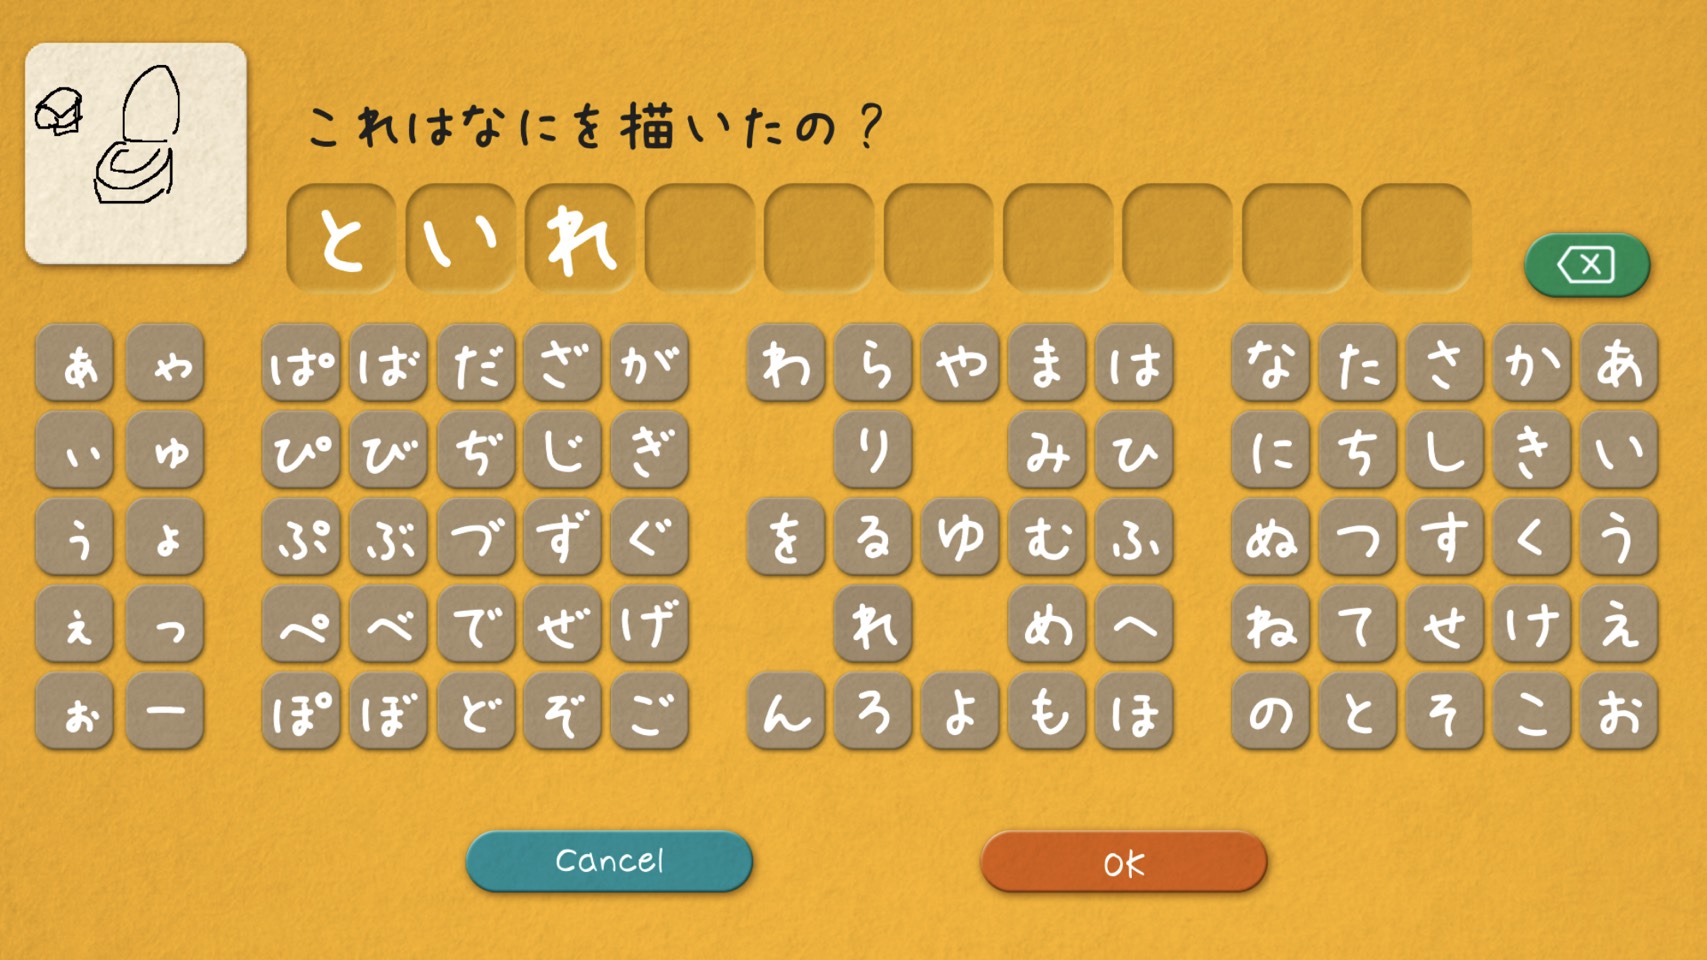 これはなにを描いたの？
といれ
ぁ ゃ ぱ ば だ ざ が わ ら や ま は な た さ か あ
ぃ ゅ ぴ び ぢ じ ぎ り み ひ に ち し き い
ぅ ょ ぷ ぶ づ ず ぐ を る ゆ む ふ ぬ つ す く う
ぇ っ ぺ べ で ぜ げ れ め へ ね て せ け え
ぉ ー ぽ ぼ ど ぞ ご ん ろ よ も ほ の と そ こ お
Cancel OK